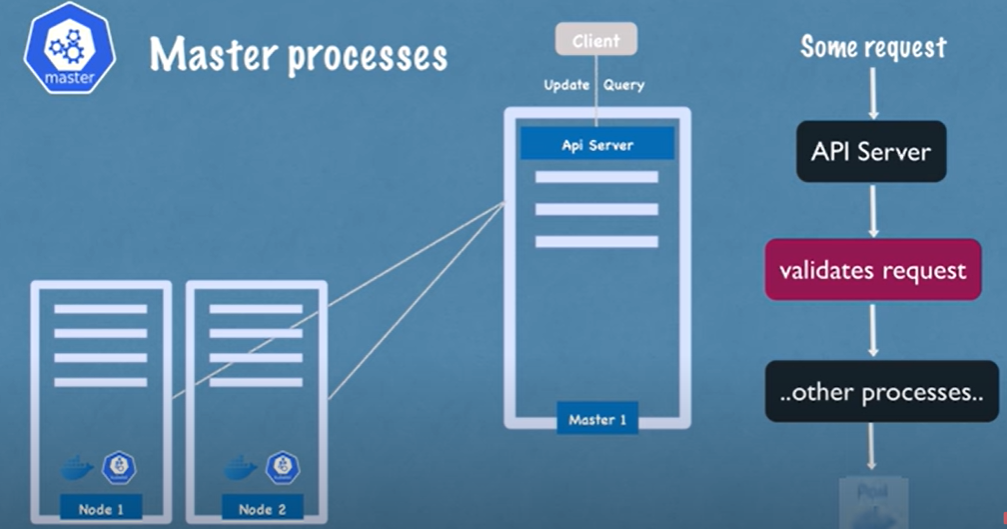 master
Master processes
Client
Update Query
Api Server
Master 1
Node 1
Node 2
Some request
API Server
validates request
..other processes..
Pod